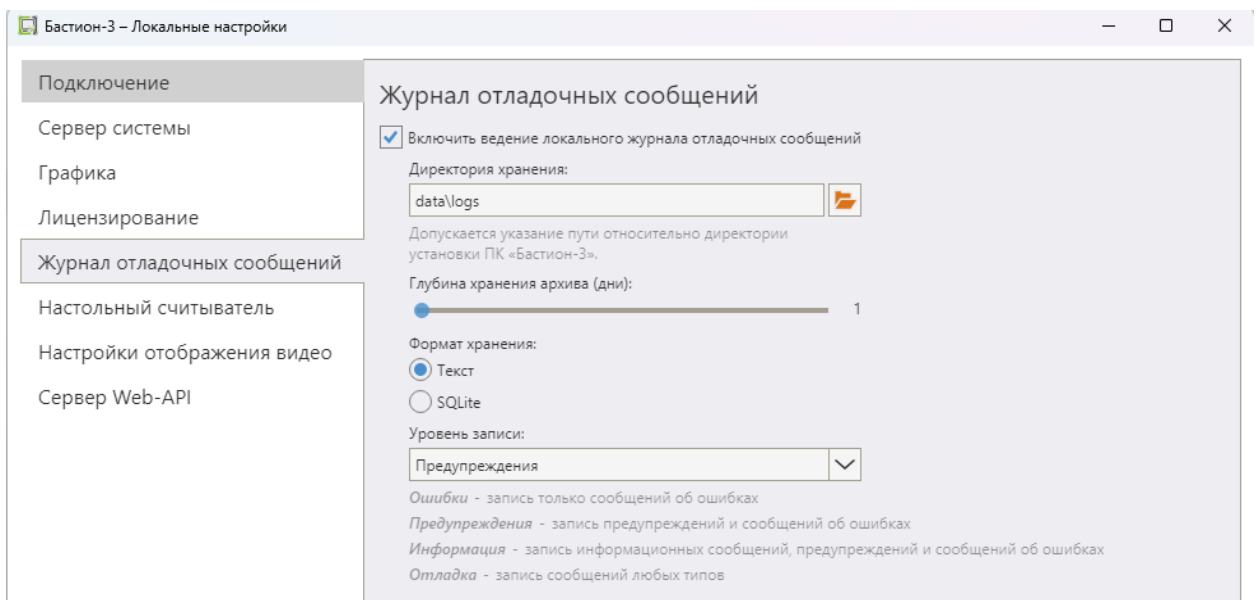 Бастион-3 – Локальные настройки
Подключение
Сервер системы
Графика
Лицензирование
Журнал отладочных сообщений
Настольный считыватель
Настройки отображения видео
Сервер Web-API
Журнал отладочных сообщений
Включить ведение локального журнала отладочных сообщений
Директория хранения:
data\logs
Допускается указание пути относительно директории
установки ПК «Бастион-3».
Глубина хранения архива (дни):
1
Формат хранения:
Текст
SQLite
Уровень записи:
Предупреждения
Ошибки - запись только сообщений об ошибках
Предупреждения - запись предупреждений и сообщений об ошибках
Информация - запись информационных сообщений, предупреждений и сообщений об ошибках
Отладка - запись сообщений любых типов